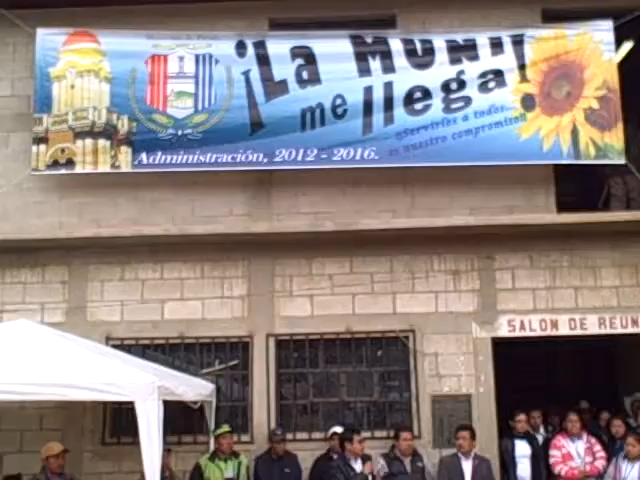 ¡La MUNI
me llega!
¡¡Servirles a todos...
es nuestro compromiso!!
Administración, 2012 - 2016.
SALON DE REUN